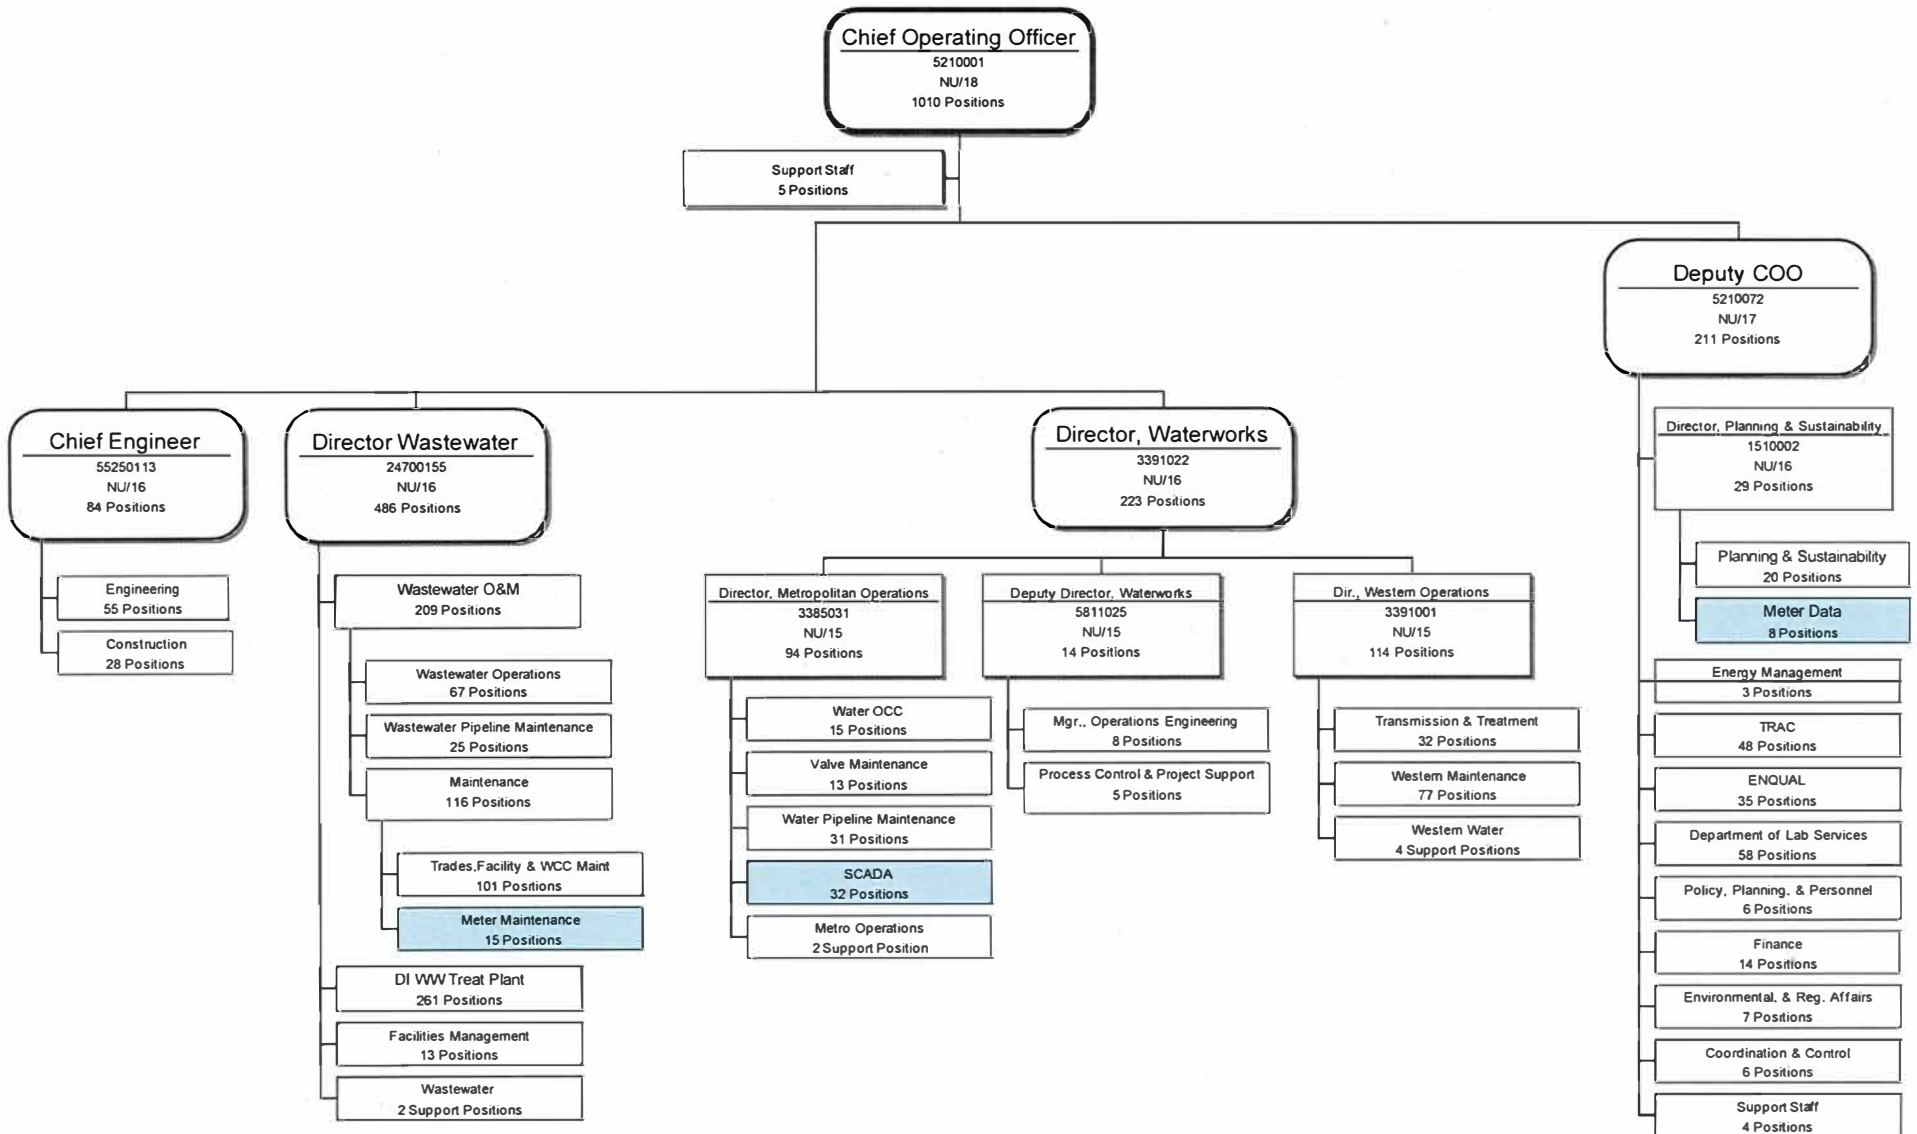 Chief Operating Officer
5210001
NU/18
1010 Positions
Support Staff
5 Positions
Deputy COO
5210072
NU/17
211 Positions
Chief Engineer
55250113
NU/16
84 Positions
Engineering
55 Positions
Construction
28 Positions
Director Wastewater
24700155
NU/16
486 Positions
Wastewater O&M
209 Positions
Wastewater Operations
67 Positions
Wastewater Pipeline Maintenance
25 Positions
Maintenance
116 Positions
Trades,Facility & WCC Maint
101 Positions
Meter Maintenance
15 Positions
DI WW Treat Plant
261 Positions
Facilities Management
13 Positions
Wastewater
2 Support Positions
Director, Waterworks
3391022
NU/16
223 Positions
Director, Metropolitan Operations
3385031
NU/15
94 Positions
Water OCC
15 Positions
Valve Maintenance
13 Positions
Water Pipeline Maintenance
31 Positions
SCADA
32 Positions
Metro Operations
2 Support Position
Deputy Director, Waterworks
5811025
NU/15
14 Positions
Mgr., Operations Engineering
8 Positions
Process Control & Project Support
5 Positions
Dir., Western Operations
3391001
NU/15
114 Positions
Transmission & Treatment
32 Positions
Western Maintenance
77 Positions
Western Water
4 Support Positions
Director, Planning & Sustainability
1510002
NU/16
29 Positions
Planning & Sustainability
20 Positions
Meter Data
8 Positions
Energy Management
3 Positions
TRAC
48 Positions
ENQUAL
35 Positions
Department of Lab Services
58 Positions
Policy, Planning, & Personnel
6 Positions
Finance
14 Positions
Environmental, & Reg. Affairs
7 Positions
Coordination & Control
6 Positions
Support Staff
4 Positions